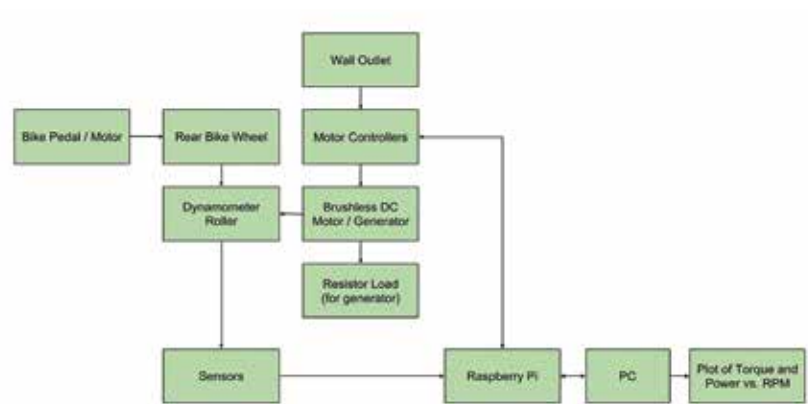 Wall Outlet
Bike Pedal / Motor
Rear Bike Wheel
Motor Controllers
Dynamometer
Roller
Brushless DC
Motor / Generator
Resistor Load
(for generator)
Sensors
Raspberry Pi
PC
Plot of Torque and
Power vs. RPM